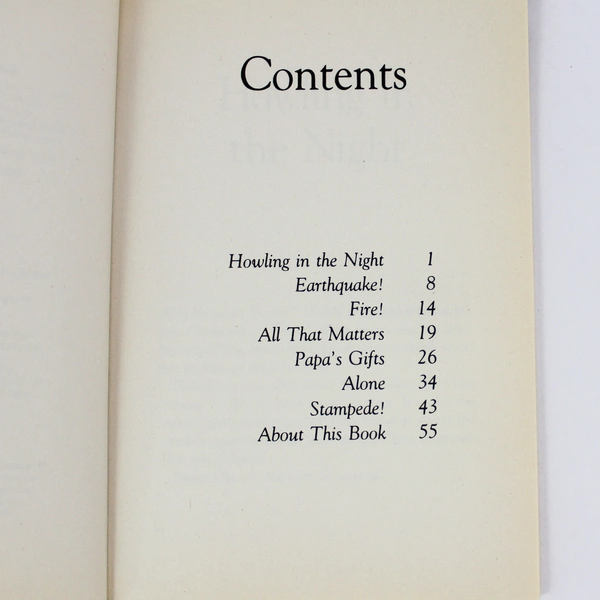 Contents
Howling in the Night 1
Earthquake! 8
Fire! 14
All That Matters 19
Papa's Gifts 26
Alone 34
Stampede! 43
About This Book 55